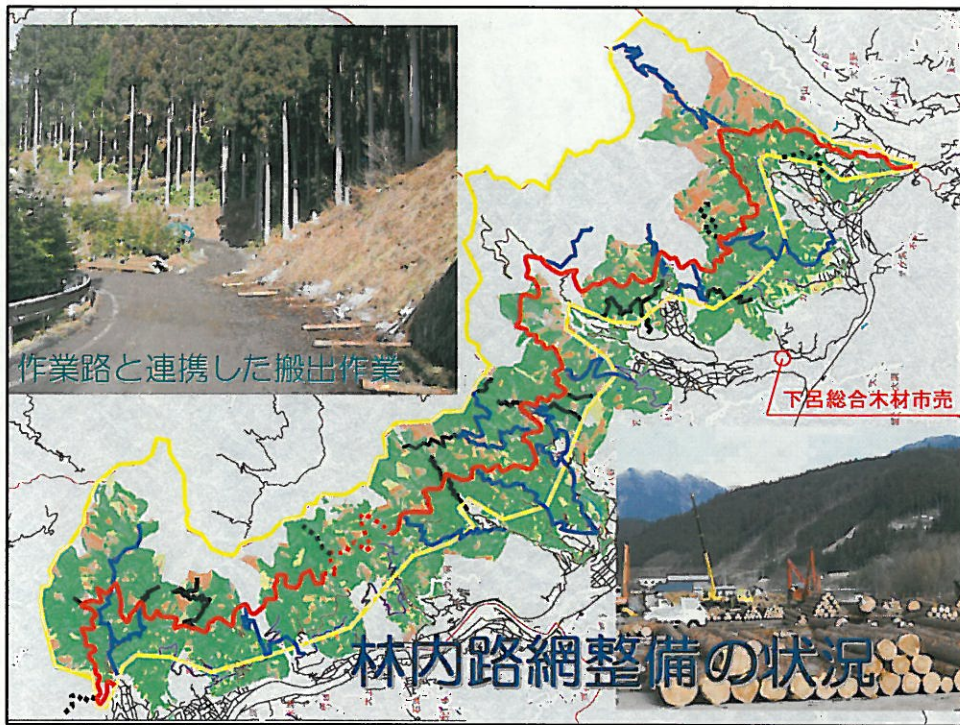 作業路と連携した搬出作業
下呂総合木材市売
林内路網整備の状況